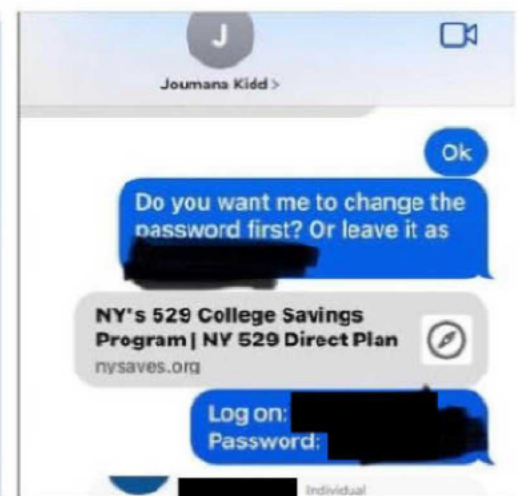 J
Joumana Kidd >
Ok
Do you want me to change the
password first? Or leave it as
NY's 529 College Savings
Program | NY 529 Direct Plan
nysaves.org
Log on:
Password:
Individual